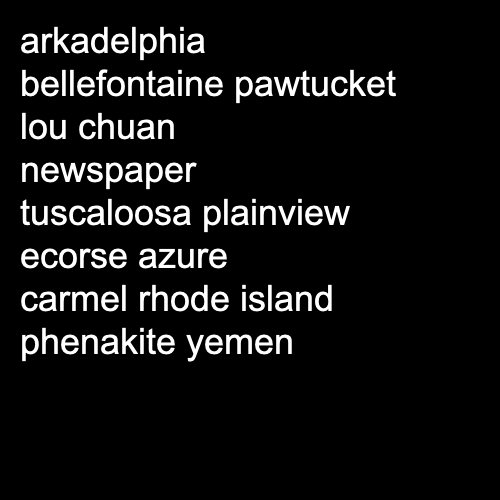 arkadelphia
bellefontaine pawtucket
lou chuan
newspaper
tuscaloosa plainview
ecorse azure
carmel rhode island
phenakite yemen